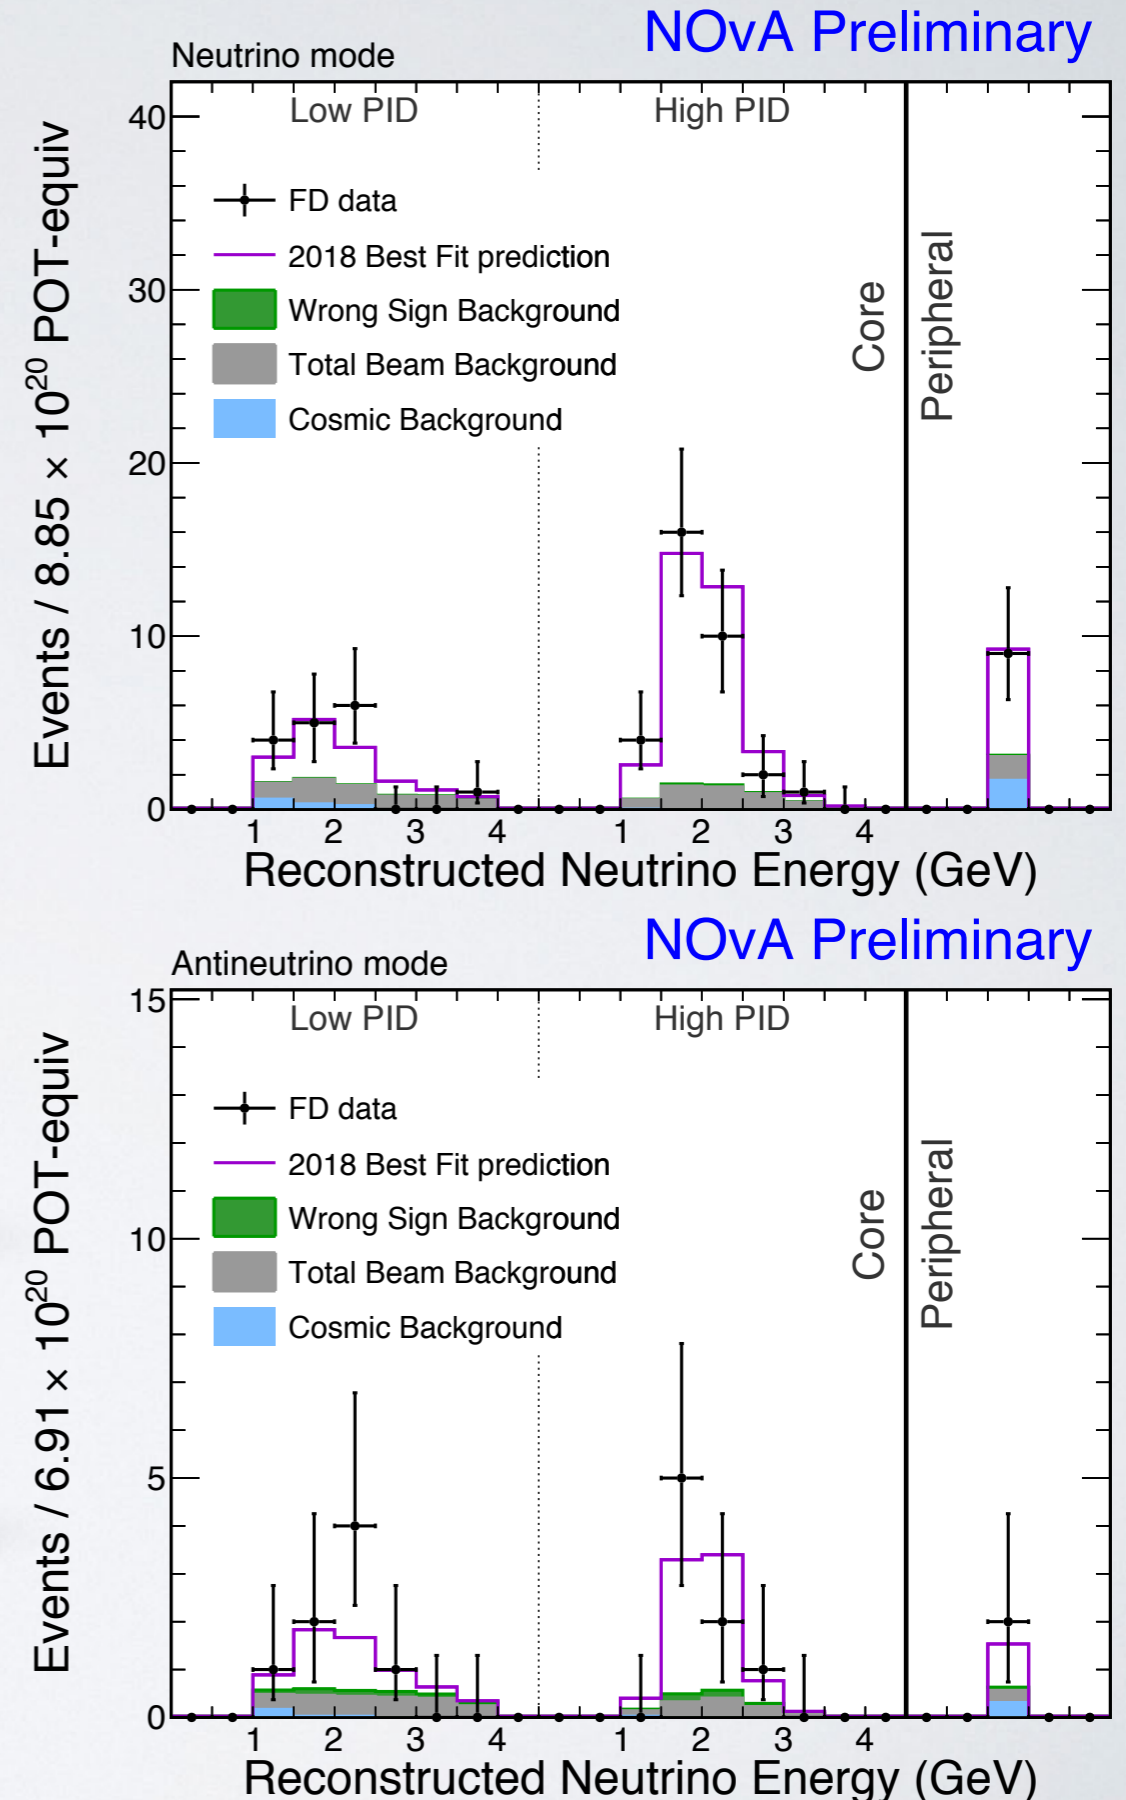 NOvA Preliminary
Neutrino mode
Low PID
High PID
40
30
20
10
0
Events / 8.85 × 10²⁰ POT-equiv
FD data
2018 Best Fit prediction
Wrong Sign Background
Total Beam Background
Cosmic Background
Core
Peripheral
1 2 3 4 1 2 3 4
Reconstructed Neutrino Energy (GeV)
NOvA Preliminary
Antineutrino mode
Low PID
High PID
15
10
5
0
Events / 6.91 × 10²⁰ POT-equiv
FD data
2018 Best Fit prediction
Wrong Sign Background
Total Beam Background
Cosmic Background
Core
Peripheral
1 2 3 4 1 2 3 4
Reconstructed Neutrino Energy (GeV)